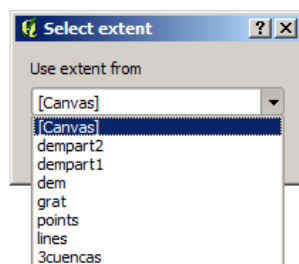 Select extent
Use extent from
[Canvas]
[Canvas]
dempart2
dempart1
dem
grat
points
lines
3cuencas